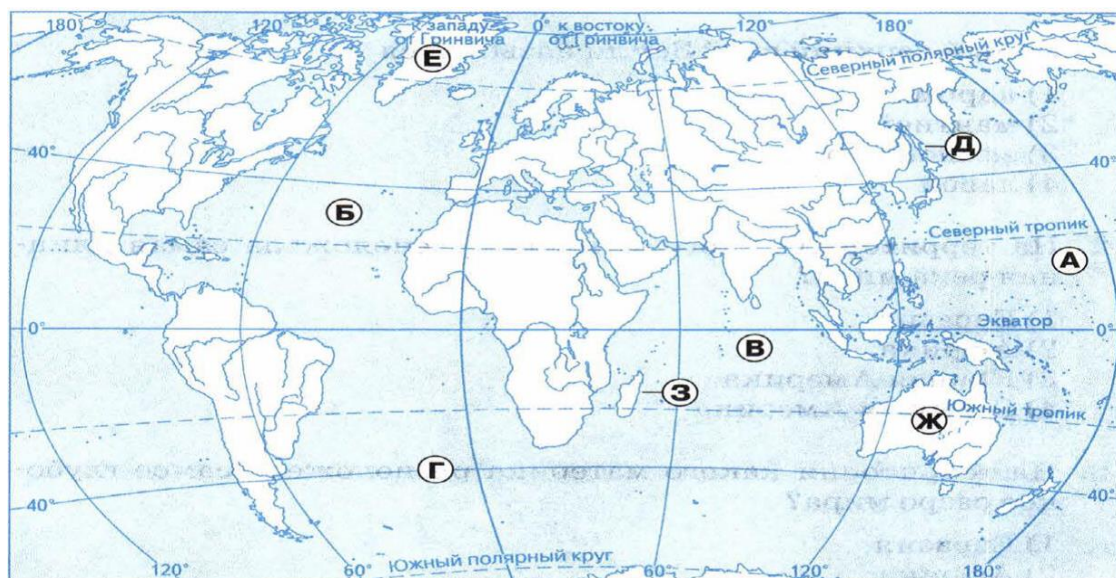 180° 120° к западу от Гринвича 0° к востоку от Гринвича 120° 180°
Е
Северный полярный круг
Д
40° 40°
Б
Северный тропик
А
0° Экватор 0°
В
З
Южный тропик
Ж
Г
40° 40°
Южный полярный круг
120° 60° 0° 60° 120° 180°